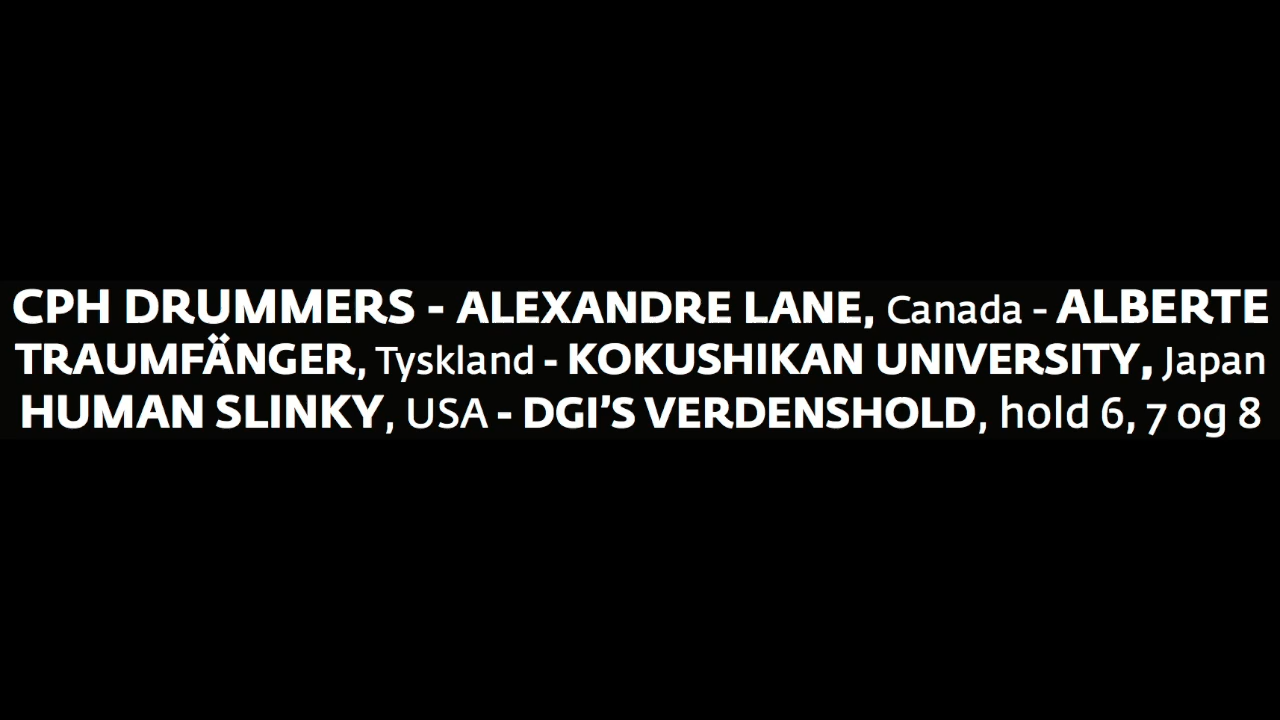 CPH DRUMMERS - ALEXANDRE LANE, Canada - ALBERTE
TRAUMFÄNGER, Tyskland - KOKUSHIKAN UNIVERSITY, Japan
HUMAN SLINKY, USA - DGI’S VERDENSHOLD, hold 6, 7 og 8